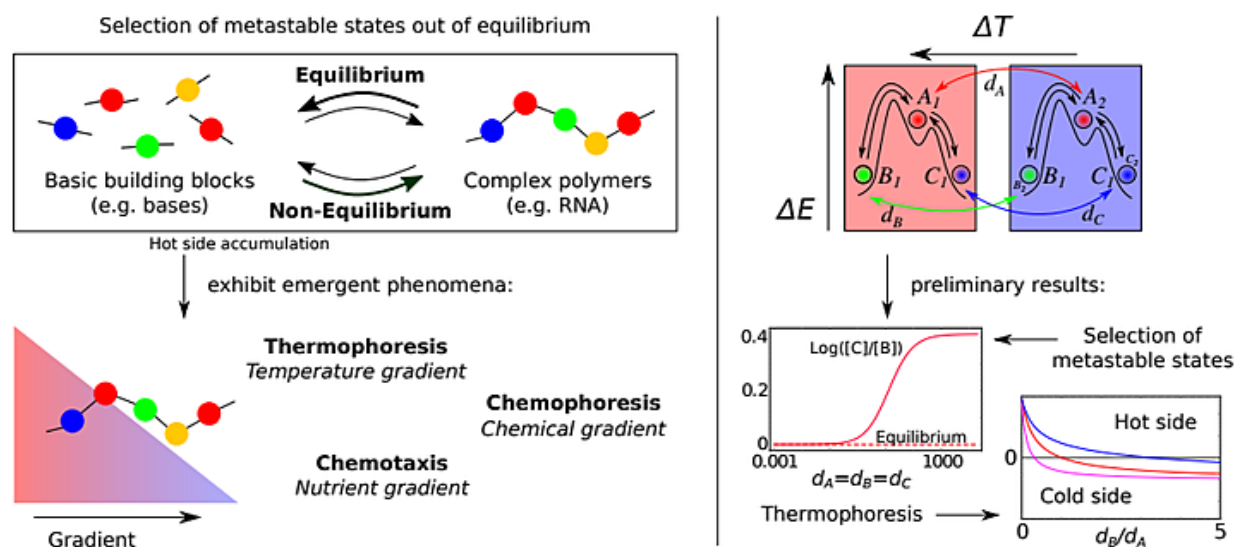 Selection of metastable states out of equilibrium
Equilibrium
Basic building blocks
(e.g. bases)
Non-Equilibrium
Complex polymers
(e.g. RNA)
Hot side accumulation
exhibit emergent phenomena:
Thermophoresis
Temperature gradient
Chemophoresis
Chemical gradient
Chemotaxis
Nutrient gradient
Gradient
ΔT
ΔE
A1
dA
A2
B1
C1
B2
B1
C1
C2
dB
dC
preliminary results:
0.4
0.2
0
Log([C]/[B])
Equilibrium
0.001
1000
dA=dB=dC
Selection of
metastable states
Hot side
0
Cold side
Thermophoresis
0
5
dB/dA